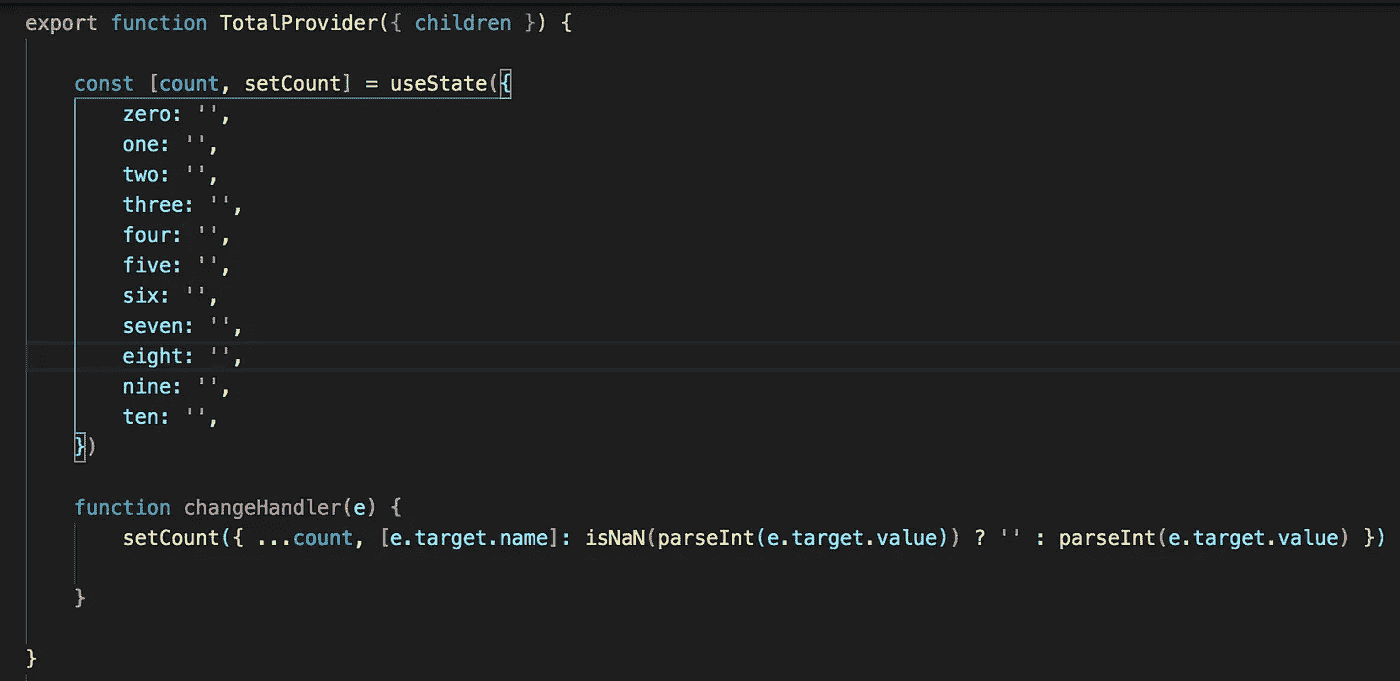 export function TotalProvider({ children }) {
const [count, setCount] = useState({
zero: '',
one: '',
two: '',
three: '',
four: '',
five: '',
six: '',
seven: '',
eight: '',
nine: '',
ten: '',
})
function changeHandler(e) {
setCount({ ...count, [e.target.name]: isNaN(parseInt(e.target.value)) ? '' : parseInt(e.target.value) })
}
}